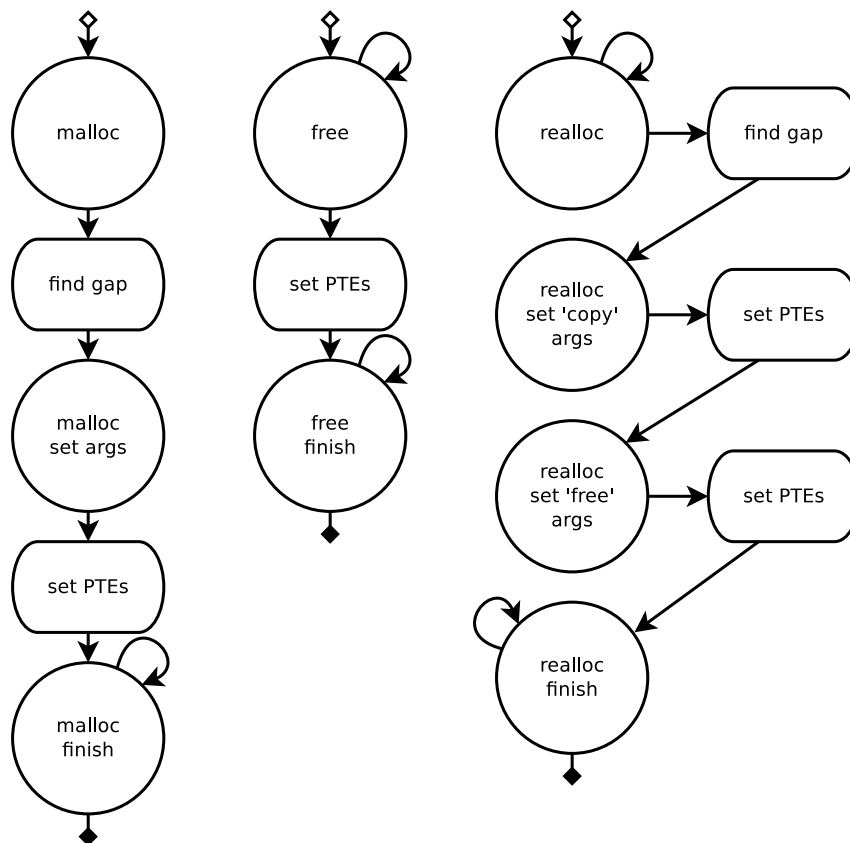 malloc
find gap
malloc
set args
set PTEs
malloc
finish
free
set PTEs
free
finish
realloc
find gap
realloc
set 'copy'
args
set PTEs
realloc
set 'free'
args
set PTEs
realloc
finish